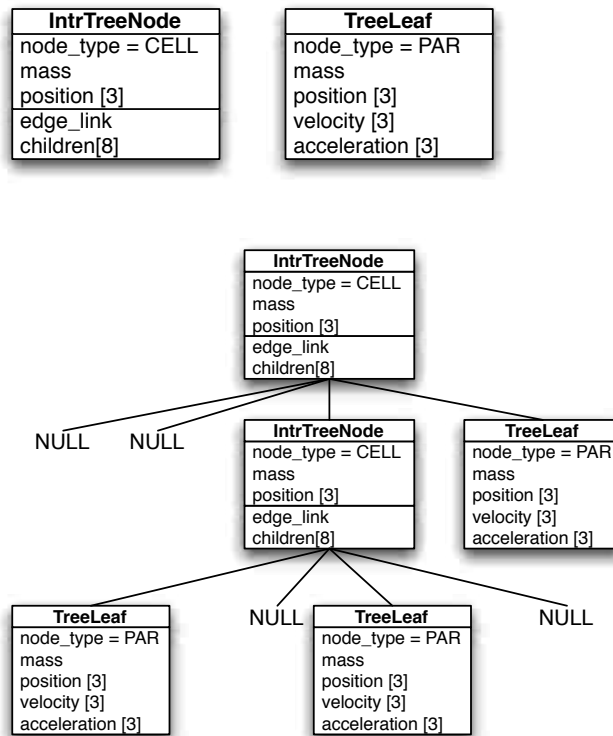 IntrTreeNode
node_type = CELL
mass
position [3]
edge_link
children[8]
TreeLeaf
node_type = PAR
mass
position [3]
velocity [3]
acceleration [3]
IntrTreeNode
node_type = CELL
mass
position [3]
edge_link
children[8]
NULL
NULL
IntrTreeNode
node_type = CELL
mass
position [3]
edge_link
children[8]
TreeLeaf
node_type = PAR
mass
position [3]
velocity [3]
acceleration [3]
TreeLeaf
node_type = PAR
mass
position [3]
velocity [3]
acceleration [3]
NULL
TreeLeaf
node_type = PAR
mass
position [3]
velocity [3]
acceleration [3]
NULL